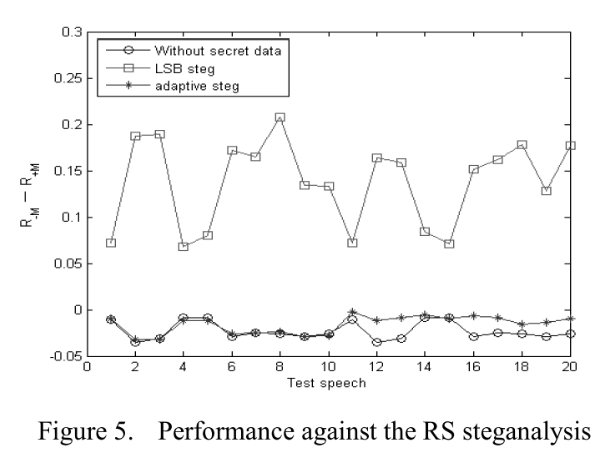 0.3
0.25
0.2
0.15
0.1
0.05
0
-0.05
R-M − R+M
Without secret data
LSB steg
adaptive steg
0 2 4 6 8 10 12 14 16 18 20
Test speech
Figure 5. Performance against the RS steganalysis